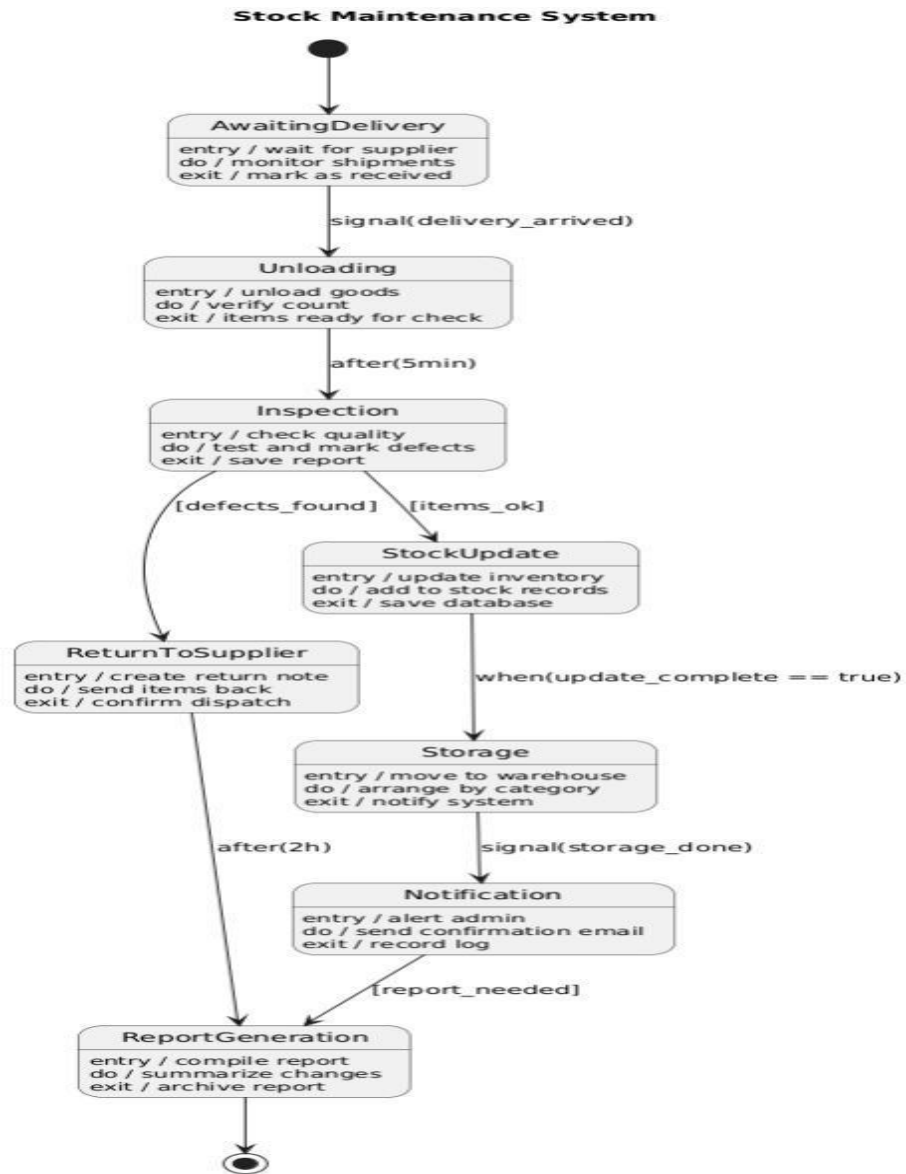 Stock Maintenance System
AwaitingDelivery
entry / wait for supplier
do / monitor shipments
exit / mark as received
signal(delivery_arrived)
Unloading
entry / unload goods
do / verify count
exit / items ready for check
after(5min)
Inspection
entry / check quality
do / test and mark defects
exit / save report
[defects_found]
[items_ok]
StockUpdate
entry / update inventory
do / add to stock records
exit / save database
ReturnToSupplier
entry / create return note
do / send items back
exit / confirm dispatch
when(update_complete == true)
Storage
entry / move to warehouse
do / arrange by category
exit / notify system
after(2h)
signal(storage_done)
Notification
entry / alert admin
do / send confirmation email
exit / record log
[report_needed]
ReportGeneration
entry / compile report
do / summarize changes
exit / archive report